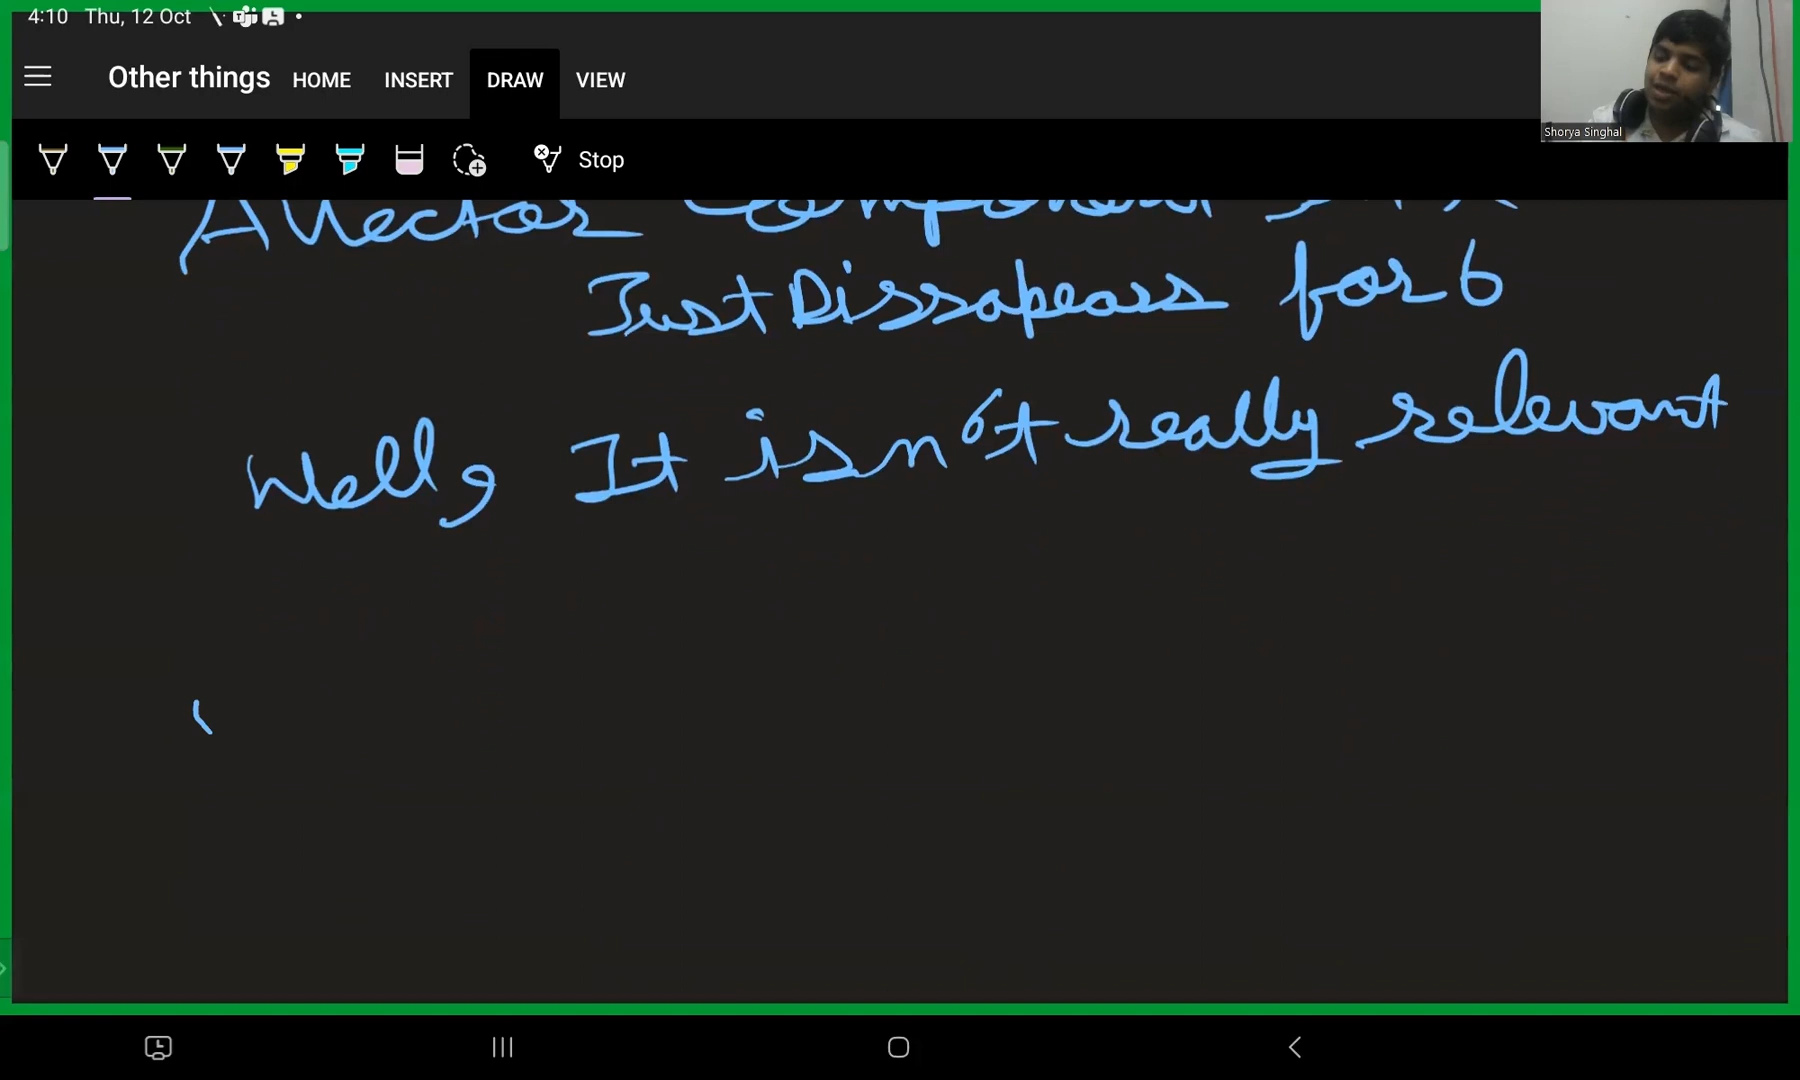 4:10 Thu, 12 Oct
Other things HOME INSERT DRAW VIEW
Stop
Shorya Singhal
A Vector Component
Just Dissapears for 6
Well, It isn't really relevant